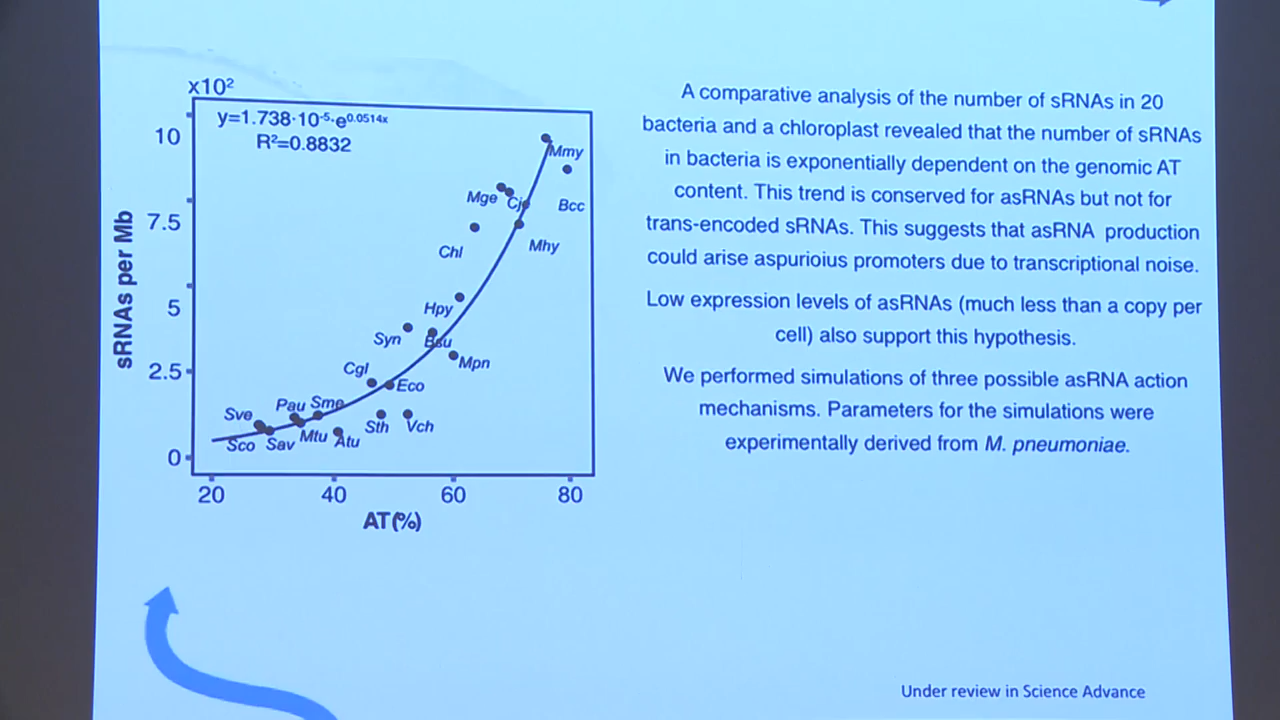 x10²
y=1.738·10⁻⁵·e⁰·⁰⁵¹⁴ˣ
R²=0.8832
10
7.5
5
2.5
0
sRNAs per Mb
Mmy
Mge
Cje
Bcc
Chl
Mhy
Hpy
Syn
Bsu
Mpn
Cgl
Eco
Sve
Pau
Sme
Sth
Vch
Sco
Sav
Mtu
Atu
20
40
60
80
AT(%)
A comparative analysis of the number of sRNAs in 20
bacteria and a chloroplast revealed that the number of sRNAs
in bacteria is exponentially dependent on the genomic AT
content. This trend is conserved for asRNAs but not for
trans-encoded sRNAs. This suggests that asRNA production
could arise aspurioius promoters due to transcriptional noise.
Low expression levels of asRNAs (much less than a copy per
cell) also support this hypothesis.
We performed simulations of three possible asRNA action
mechanisms. Parameters for the simulations were
experimentally derived from M. pneumoniae.
Under review in Science Advance